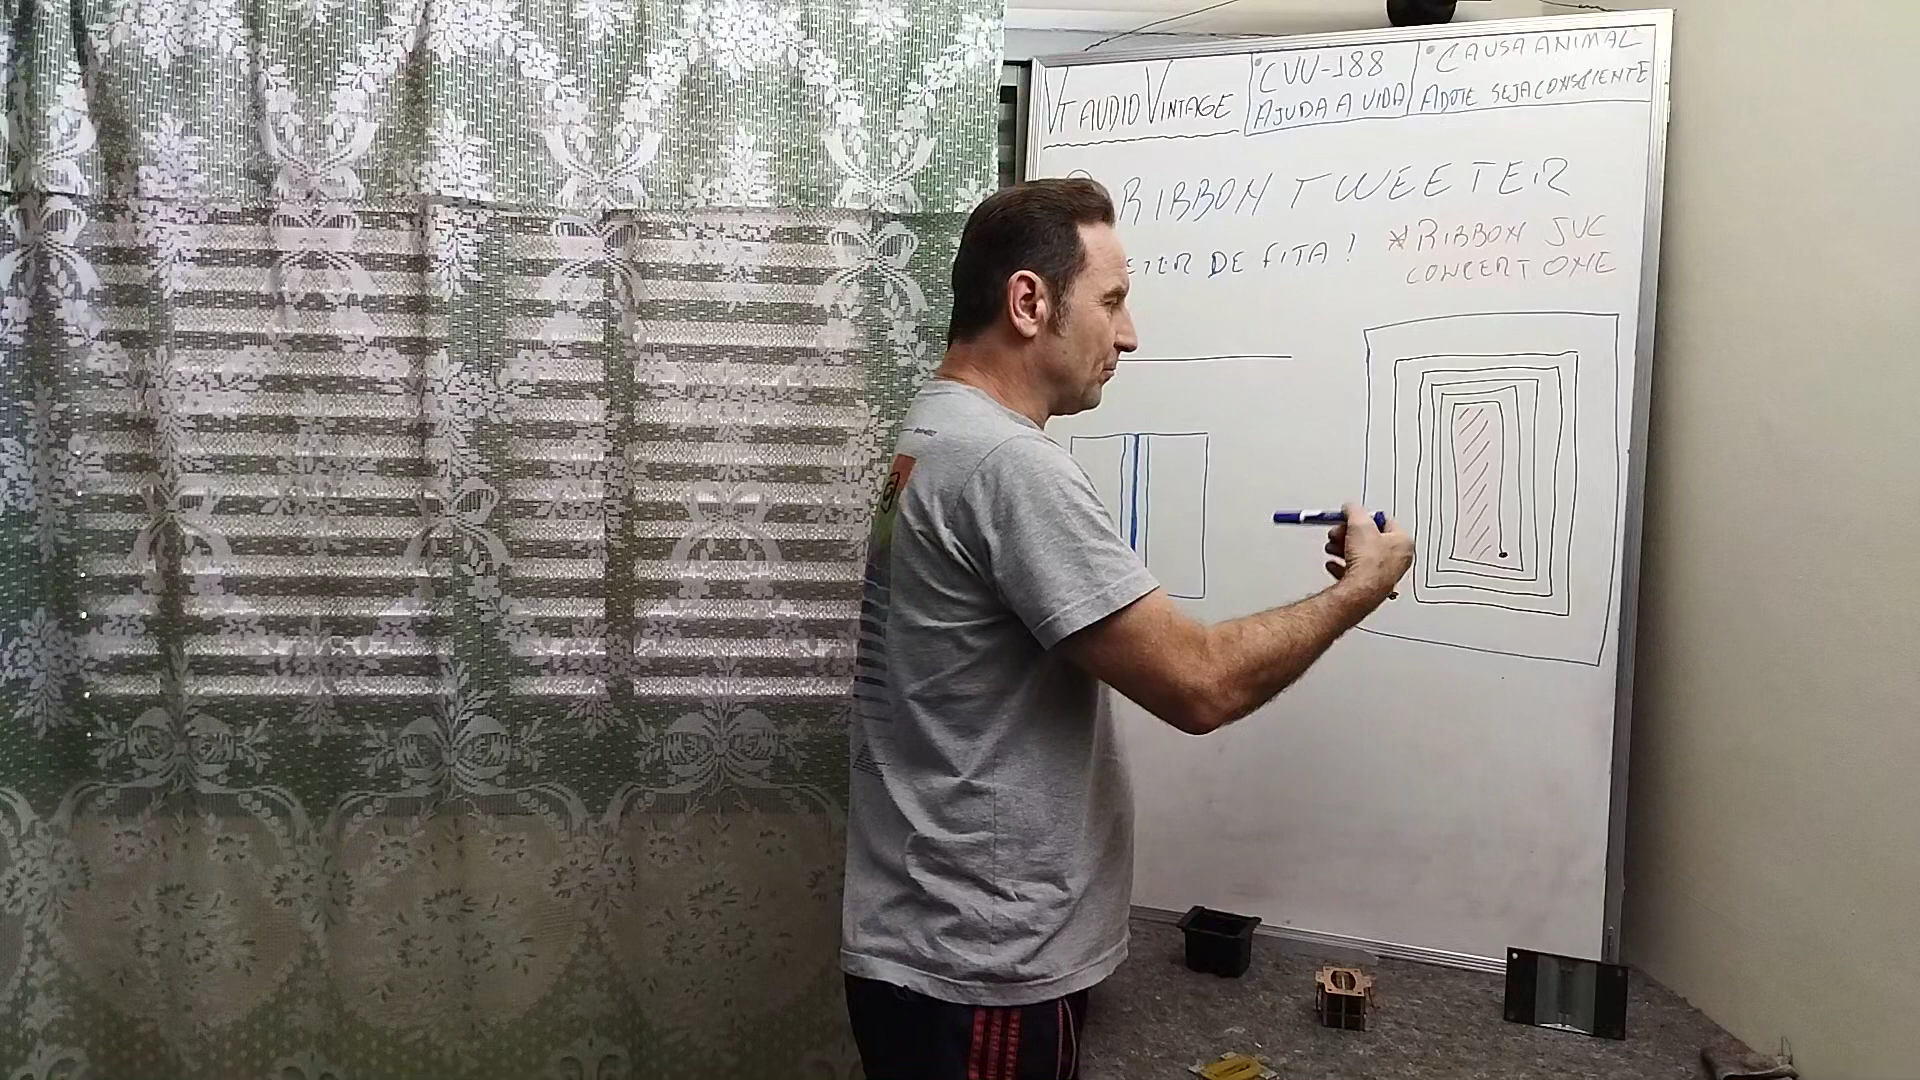 VT AUDIO VINTAGE
CVV-188
AJUDA A VIDA
CAUSA ANIMAL
ADOTE SEJA CONSCIENTE
RIBBON TWEETER
DE FITA!
*RIBBON JVC
CONCERT ONE